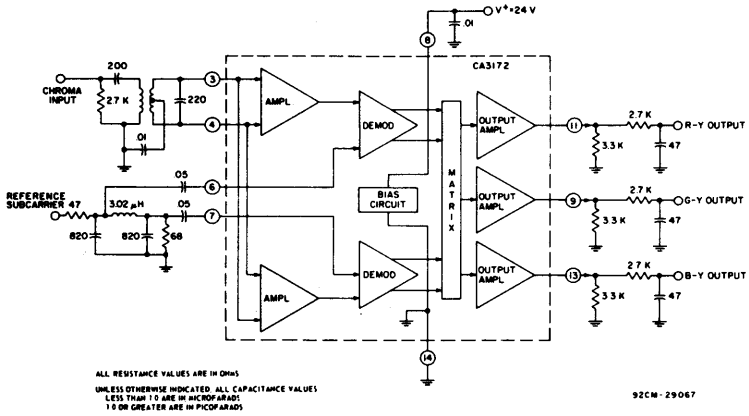 V⁺=24 V
.01
8
CA3172
CHROMA INPUT
200
2.7 K
.01
220
3
4
AMPL
DEMOD
OUTPUT AMPL
11
2.7 K
R-Y OUTPUT
3.3 K
47
REFERENCE SUBCARRIER
47
3.02 μH
.05
6
.05
7
820
820
68
BIAS CIRCUIT
MATRIX
OUTPUT AMPL
9
2.7 K
G-Y OUTPUT
3.3 K
47
AMPL
DEMOD
OUTPUT AMPL
13
2.7 K
B-Y OUTPUT
3.3 K
47
14
ALL RESISTANCE VALUES ARE IN OHMS
UNLESS OTHERWISE INDICATED, ALL CAPACITANCE VALUES
LESS THAN 1 0 ARE IN MICROFARADS
1 0 OR GREATER ARE IN PICOFARADS
92CM-29067